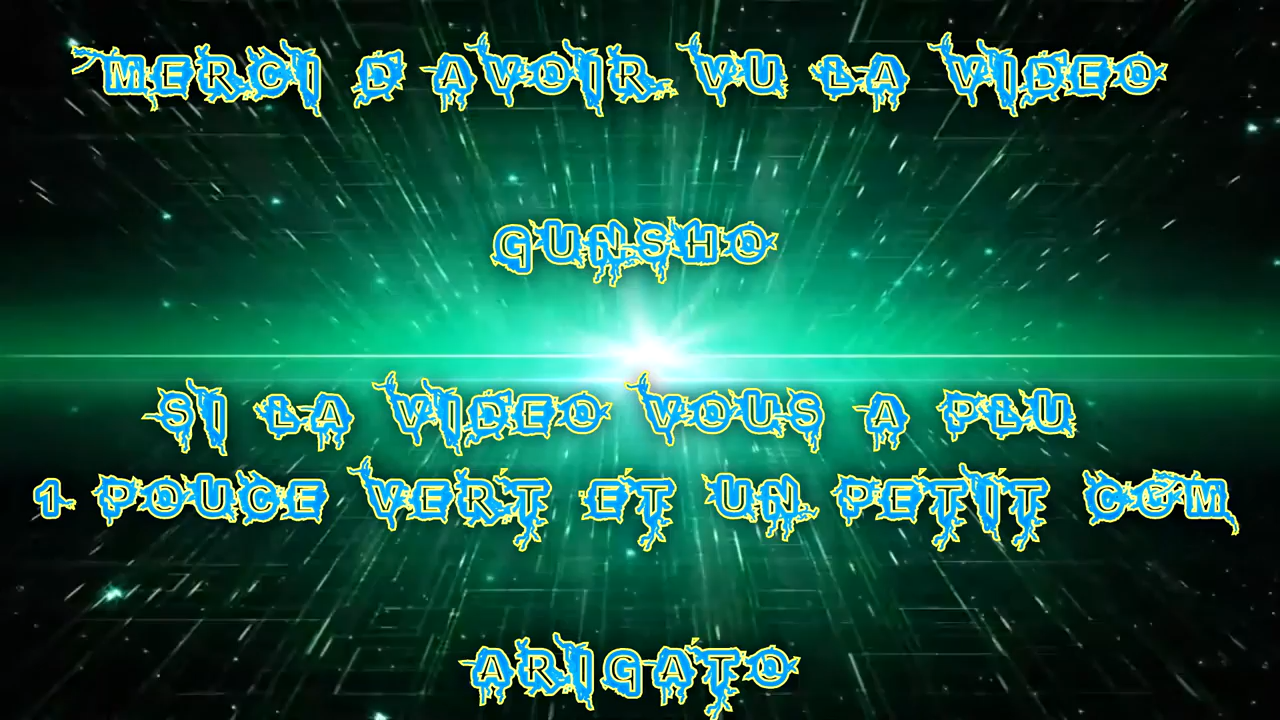 MERCI D AVOIR VU LA VIDEO
GUNSHO
SI LA VIDEO VOUS A PLU
1 POUCE VERT ET UN PETIT COM
ARIGATO